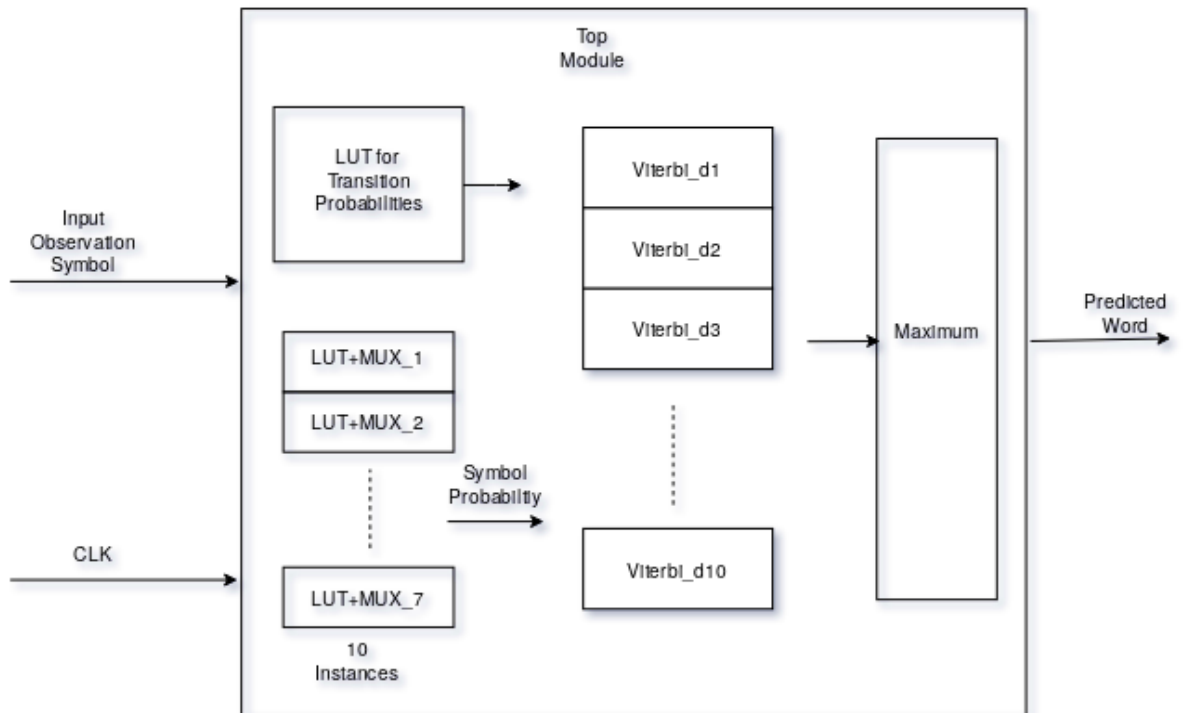 Top
Module
LUT for
Transition
Probabilities
Viterbi_d1
Viterbi_d2
Viterbi_d3
Viterbi_d10
Input
Observation
Symbol
LUT+MUX_1
LUT+MUX_2
LUT+MUX_7
10
Instances
Symbol
Probabiltiy
CLK
Maximum
Predicted
Word